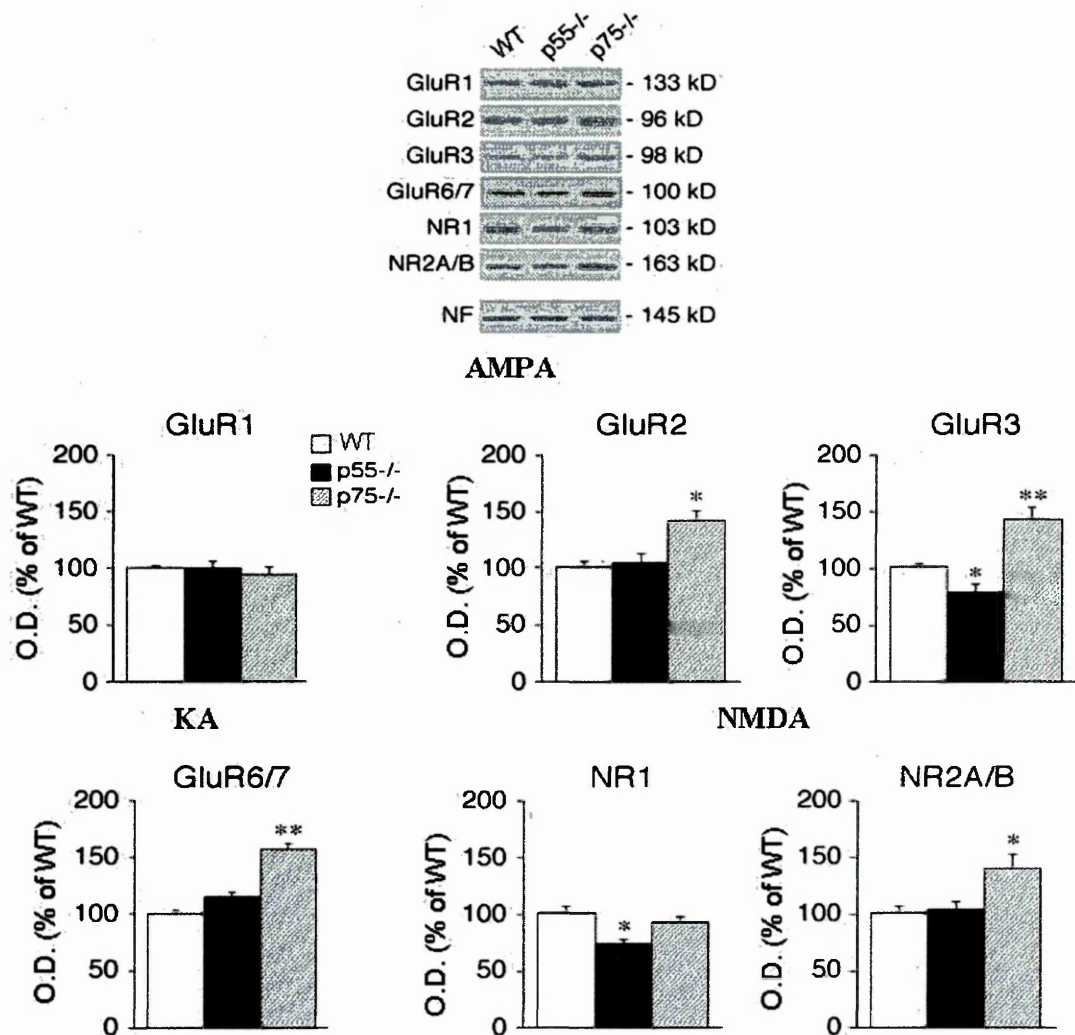 WT p55-/- p75-/-
GluR1 - 133 kD
GluR2 - 96 kD
GluR3 - 98 kD
GluR6/7 - 100 kD
NR1 - 103 kD
NR2A/B - 163 kD
NF - 145 kD
AMPA
GluR1
WT
p55-/-
p75-/-
O.D. (% of WT)
200
150
100
50
0
GluR2
O.D. (% of WT)
200
150
100
50
0
*
GluR3
O.D. (% of WT)
200
150
100
50
0
*
**
KA
NMDA
GluR6/7
O.D. (% of WT)
200
150
100
50
0
**
NR1
O.D. (% of WT)
200
150
100
50
0
*
NR2A/B
O.D. (% of WT)
200
150
100
50
0
*